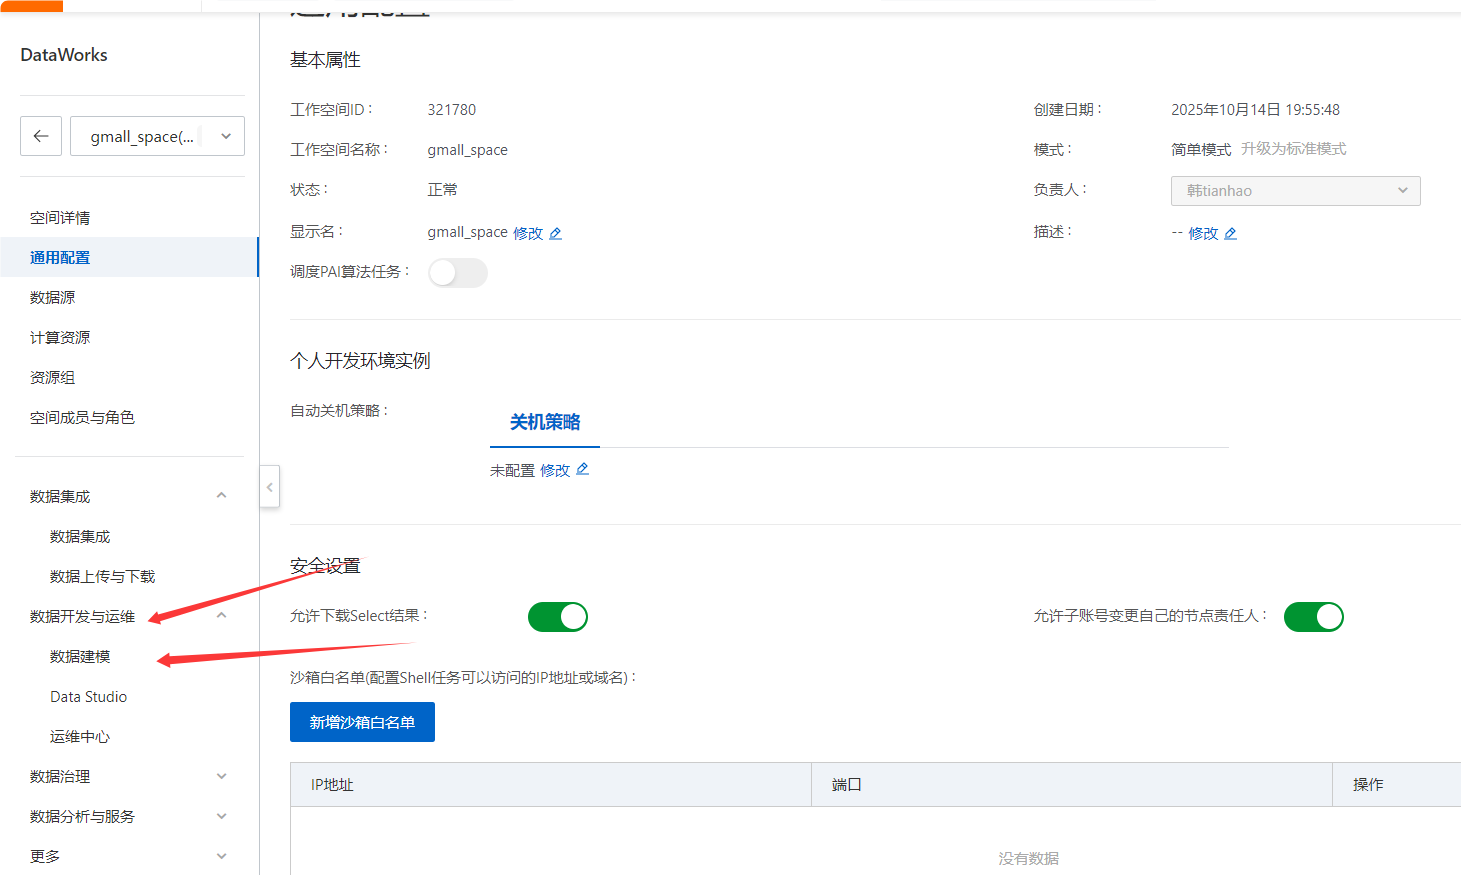 DataWorks
gmall_space(...
空间详情
通用配置
数据源
计算资源
资源组
空间成员与角色
数据集成
数据集成
数据上传与下载
数据开发与运维
数据建模
Data Studio
运维中心
数据治理
数据分析与服务
更多
通用配置
基本属性
工作空间ID： 321780 创建日期： 2025年10月14日 19:55:48
工作空间名称： gmall_space 模式： 简单模式 升级为标准模式
状态： 正常 负责人： 韩tianhao
显示名： gmall_space 修改 描述： -- 修改
调度PAI算法任务：
个人开发环境实例
自动关机策略： 关机策略
未配置 修改
安全设置
允许下载Select结果： 允许子账号变更自己的节点责任人：
沙箱白名单(配置Shell任务可以访问的IP地址或域名)：
新增沙箱白名单
IP地址 端口 操作
没有数据